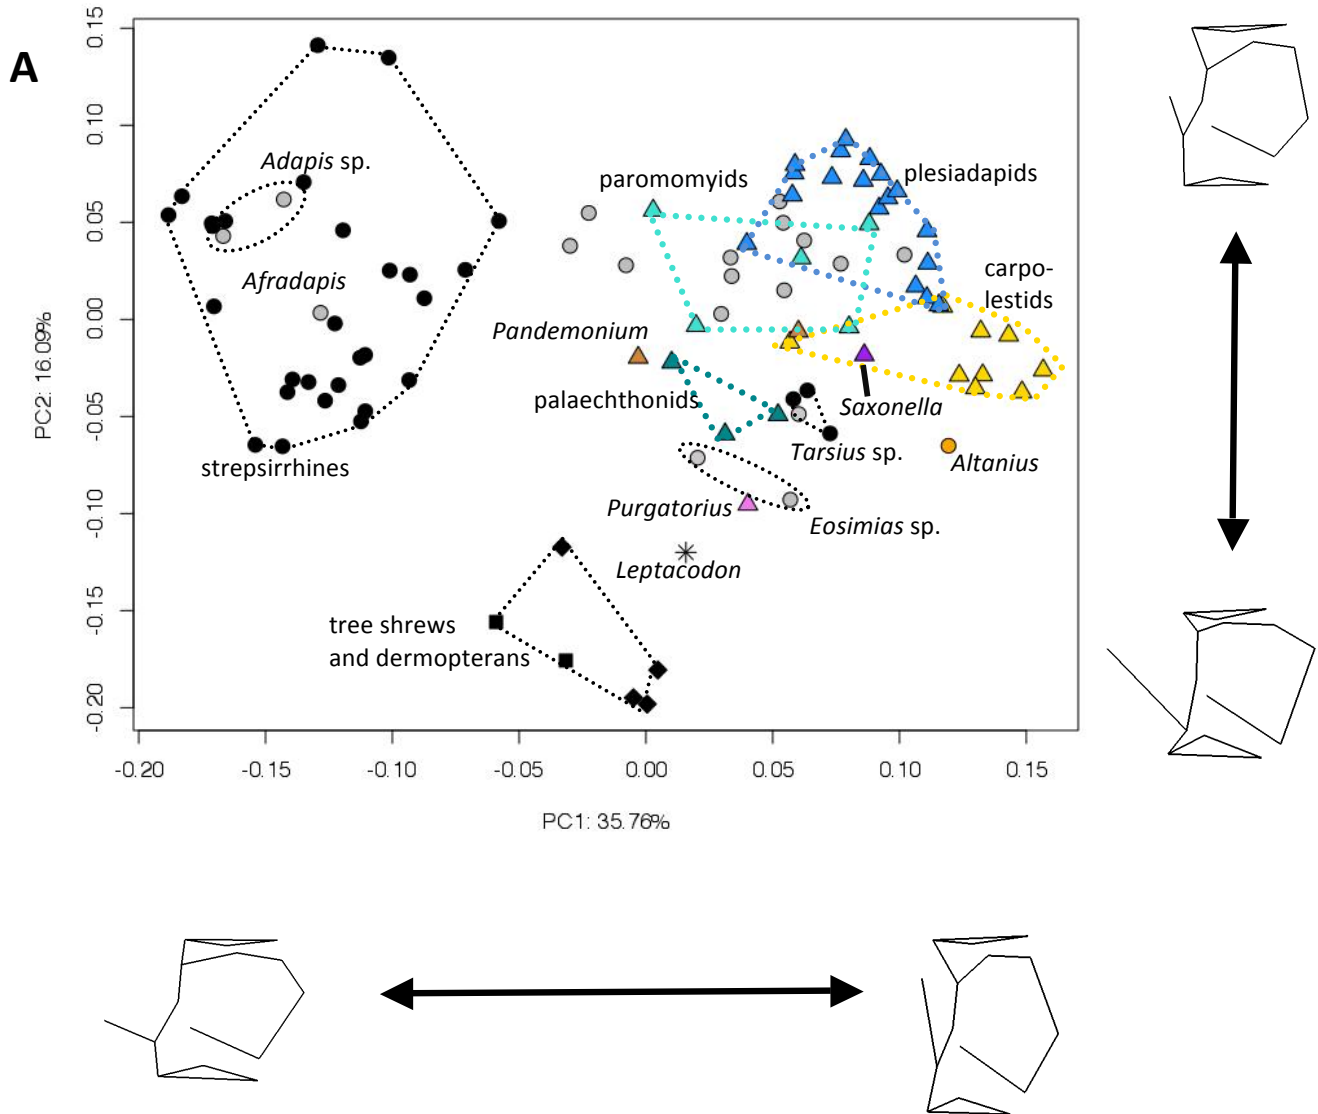 A
0.15
0.10
0.05
0.00
-0.05
-0.10
-0.15
-0.20
PC2: 16.09%
Adapis sp.
Afradapis
strepsirrhines
paromomyids
plesiadapids
carpo-
lestids
Pandemonium
palaechthonids
Saxonella
Tarsius sp.
Altanius
Purgatorius
Eosimias sp.
Leptacodon
tree shrews
and dermopterans
-0.20
-0.15
-0.10
-0.05
0.00
0.05
0.10
0.15
PC1: 35.76%